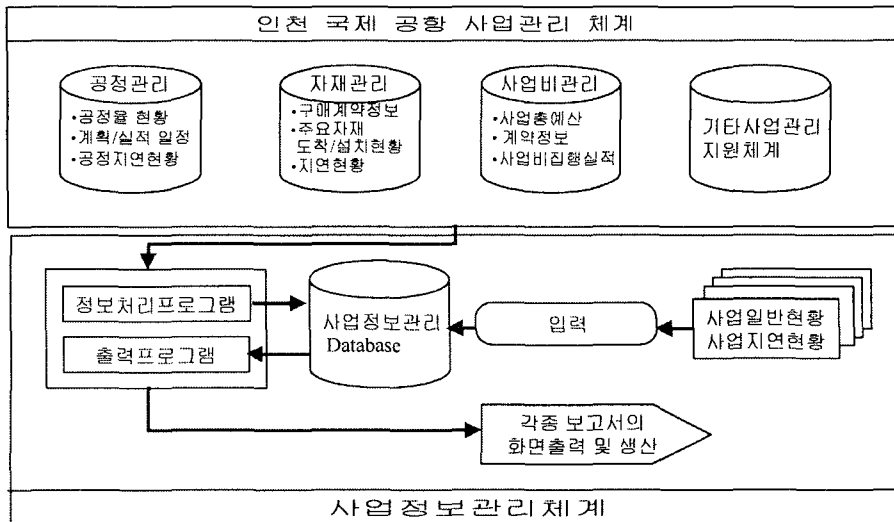 인천 국제 공항 사업관리 체계
공정관리
•공정율 현황
•계획/실적 일정
•공정지연현황
자재관리
•구매계약정보
•주요자재
도착/설치현황
•지연현황
사업비관리
•사업총예산
•계약정보
•사업비집행실적
기타사업관리
지원체계
정보처리프로그램
출력프로그램
사업정보관리
Database
입력
사업일반현황
사업지연현황
각종 보고서의
화면출력 및 생산
사업정보관리체계